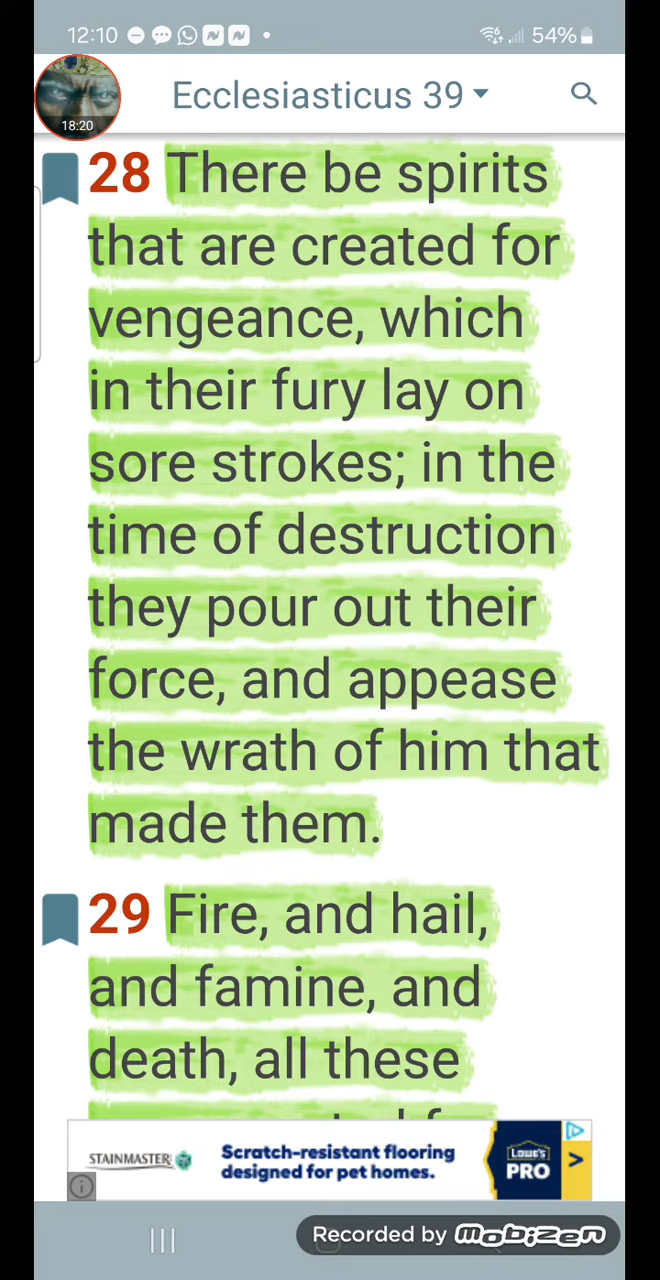 12:10
54%
18:20
Ecclesiasticus 39
28 There be spirits
that are created for
vengeance, which
in their fury lay on
sore strokes; in the
time of destruction
they pour out their
force, and appease
the wrath of him that
made them.
29 Fire, and hail,
and famine, and
death, all these
STAINMASTER
Scratch-resistant flooring
designed for pet homes.
LOWE'S
PRO
Recorded by mobizen